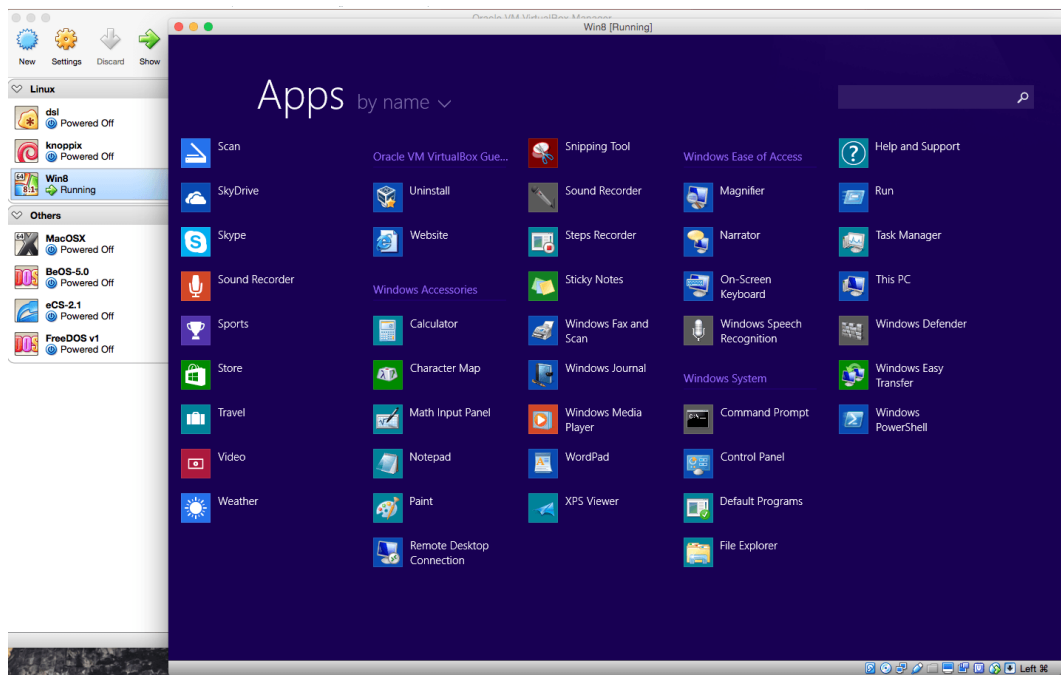 Oracle VM VirtualBox Manager
Win8 [Running]
New
Settings
Discard
Show
Linux
dsl
Powered Off
knoppix
Powered Off
64
8.1
Win8
Running
Others
64
MacOSX
Powered Off
DOS
BeOS-5.0
Powered Off
eCS-2.1
Powered Off
DOS
FreeDOS v1
Powered Off
Apps by name
Scan
SkyDrive
Skype
Sound Recorder
Sports
Store
Travel
Video
Weather
Oracle VM VirtualBox Gue...
Uninstall
Website
Windows Accessories
Calculator
Character Map
Math Input Panel
Notepad
Paint
Remote Desktop
Connection
Snipping Tool
Sound Recorder
Steps Recorder
Sticky Notes
Windows Fax and
Scan
Windows Journal
Windows Media
Player
WordPad
XPS Viewer
Windows Ease of Access
Magnifier
Narrator
On-Screen
Keyboard
Windows Speech
Recognition
Windows System
Command Prompt
Control Panel
Default Programs
File Explorer
Help and Support
Run
Task Manager
This PC
Windows Defender
Windows Easy
Transfer
Windows
PowerShell
Left ⌘